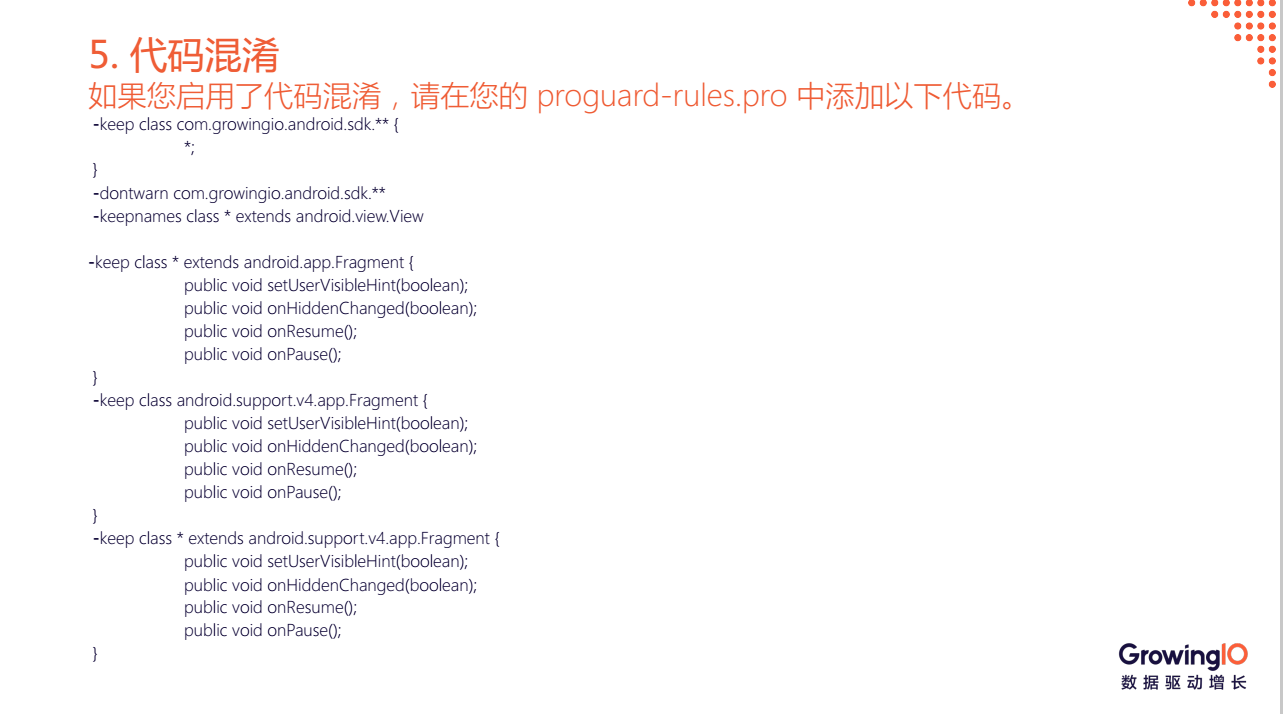 5. 代码混淆
如果您启用了代码混淆，请在您的 proguard-rules.pro 中添加以下代码。
-keep class com.growingio.android.sdk.** {
*;
}
-dontwarn com.growingio.android.sdk.**
-keepnames class * extends android.view.View
-keep class * extends android.app.Fragment {
public void setUserVisibleHint(boolean);
public void onHiddenChanged(boolean);
public void onResume();
public void onPause();
}
-keep class android.support.v4.app.Fragment {
public void setUserVisibleHint(boolean);
public void onHiddenChanged(boolean);
public void onResume();
public void onPause();
}
-keep class * extends android.support.v4.app.Fragment {
public void setUserVisibleHint(boolean);
public void onHiddenChanged(boolean);
public void onResume();
public void onPause();
}
GrowingIO
数据驱动增长